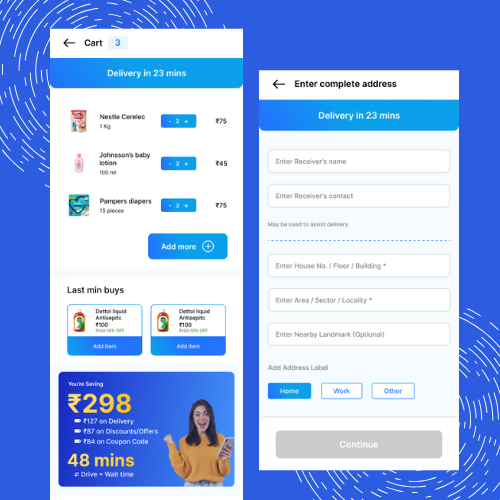 Cart 3
Delivery in 23 mins
Nestle Cerelec
1 Kg
- 2 +
₹75
Johnsson's baby
lotion
100 ml
- 2 +
₹45
Pampers diapers
15 pieces
- 2 +
₹75
Add more
Last min buys
Dettol liquid
Antiseptic
₹100
10% OFF
Add item
Dettol liquid
Antiseptic
₹100
10% OFF
Add item
You're Saving
₹298
₹127 on Delivery
₹87 on Discounts/Offers
₹84 on Coupon Code
48 mins
Drive + Wait time
Enter complete address
Delivery in 23 mins
Enter Receiver's name
Enter Receiver's contact
May be used to assist delivery
Enter House No. / Floor / Building *
Enter Area / Sector / Locality *
Enter Nearby Landmark (Optional)
Add Address Label
Home
Work
Other
Continue